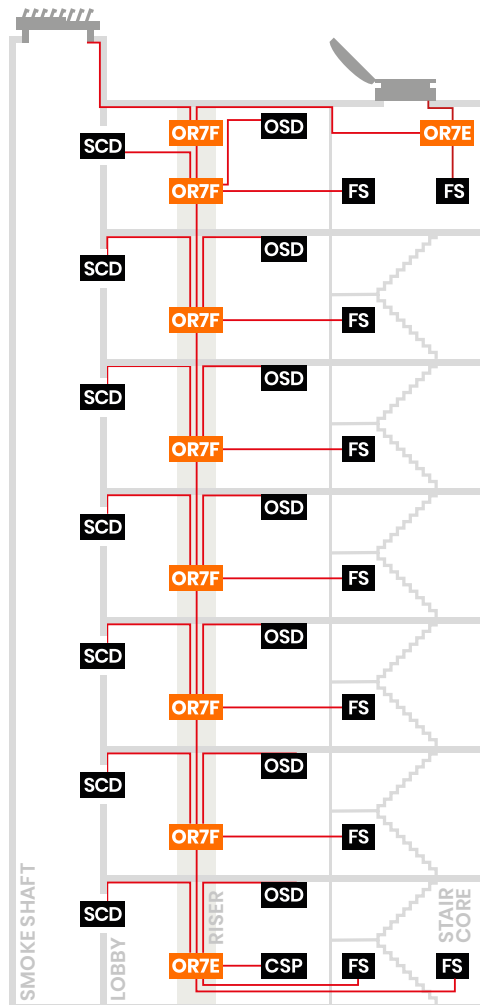 OR7F
OSD
OR7E
SCD
OR7F
FS
FS
SCD
OSD
OR7F
FS
SCD
OSD
OR7F
FS
SCD
OSD
OR7F
FS
SCD
OSD
OR7F
FS
SCD
OSD
OR7F
FS
SCD
OSD
OR7E
CSP
FS
FS
SMOKE SHAFT
LOBBY
RISER
STAIR
CORE